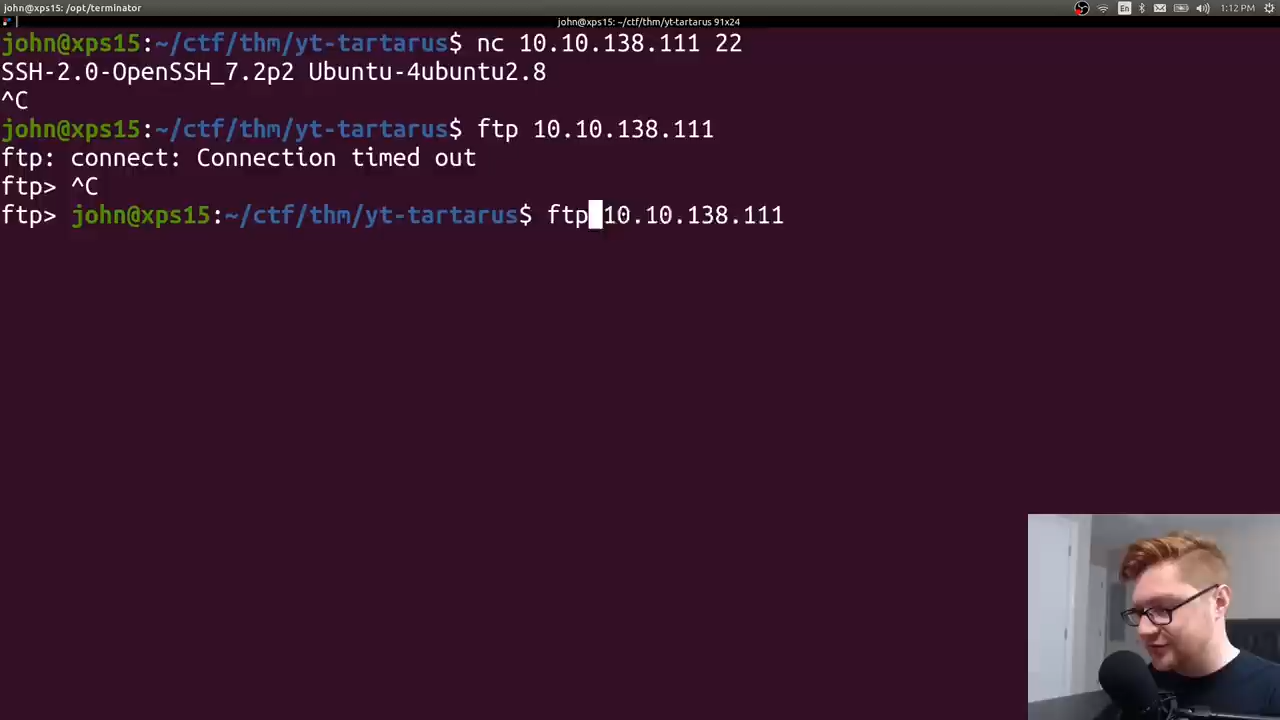 john@xps15: /opt/terminator
En
1:12 PM
john@xps15: ~/ctf/thm/yt-tartarus 91x24
john@xps15:~/ctf/thm/yt-tartarus$ nc 10.10.138.111 22
SSH-2.0-OpenSSH_7.2p2 Ubuntu-4ubuntu2.8
^C
john@xps15:~/ctf/thm/yt-tartarus$ ftp 10.10.138.111
ftp: connect: Connection timed out
ftp> ^C
ftp> john@xps15:~/ctf/thm/yt-tartarus$ ftp 10.10.138.111